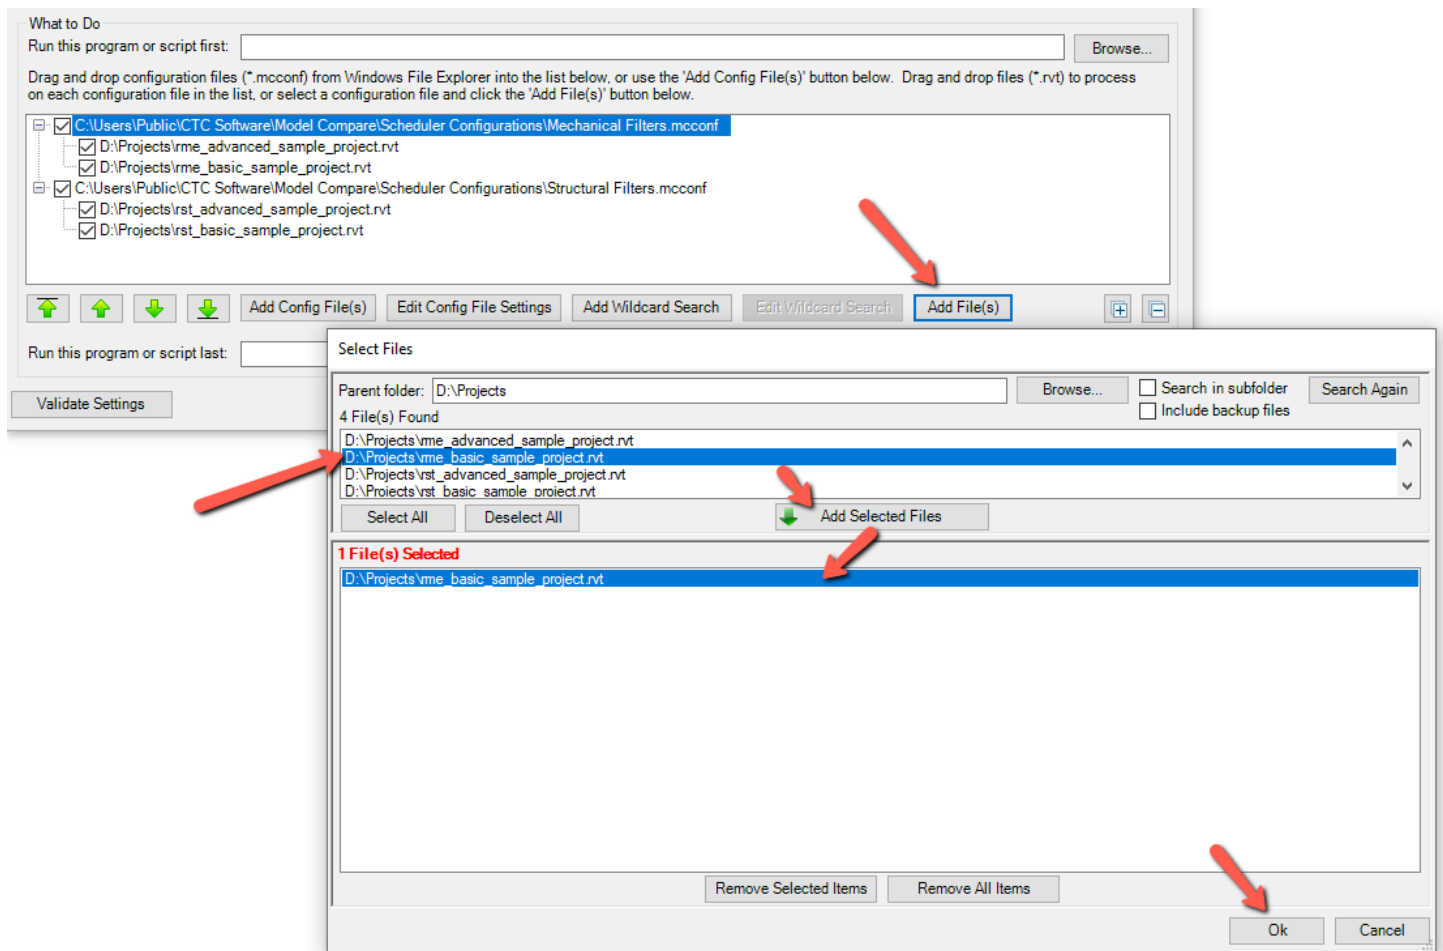 What to Do
Run this program or script first:
Browse...
Drag and drop configuration files (*.mcconf) from Windows File Explorer into the list below, or use the 'Add Config File(s)' button below.  Drag and drop files (*.rvt) to process
on each configuration file in the list, or select a configuration file and click the 'Add File(s)' button below.
C:\Users\Public\CTC Software\Model Compare\Scheduler Configurations\Mechanical Filters.mcconf
D:\Projects\rme_advanced_sample_project.rvt
D:\Projects\rme_basic_sample_project.rvt
C:\Users\Public\CTC Software\Model Compare\Scheduler Configurations\Structural Filters.mcconf
D:\Projects\rst_advanced_sample_project.rvt
D:\Projects\rst_basic_sample_project.rvt
Add Config File(s) Edit Config File Settings Add Wildcard Search Edit Wildcard Search Add File(s)
Run this program or script last:
Validate Settings
Select Files
Parent folder: D:\Projects Browse... Search in subfolder Search Again
Include backup files
4 File(s) Found
D:\Projects\rme_advanced_sample_project.rvt
D:\Projects\rme_basic_sample_project.rvt
D:\Projects\rst_advanced_sample_project.rvt
D:\Projects\rst_basic_sample_project.rvt
Select All Deselect All Add Selected Files
1 File(s) Selected
D:\Projects\rme_basic_sample_project.rvt
Remove Selected Items Remove All Items
Ok Cancel